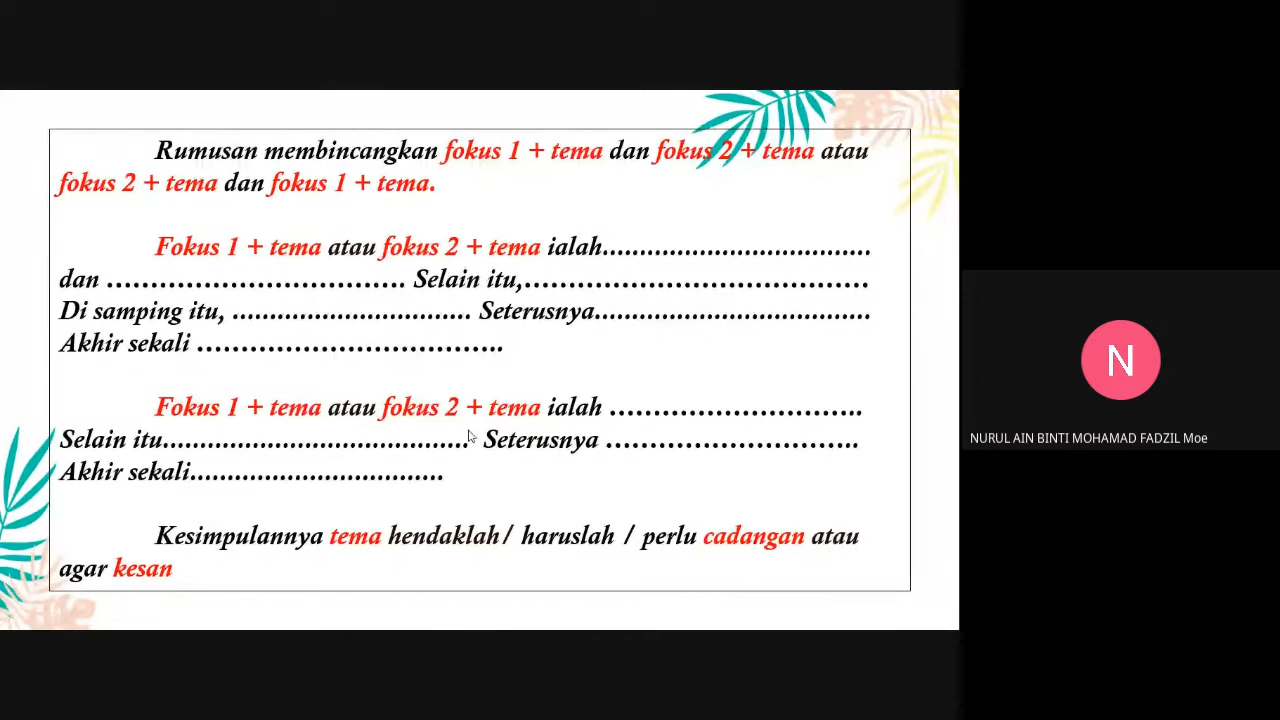 Rumusan membincangkan fokus 1 + tema dan fokus 2 + tema atau
fokus 2 + tema dan fokus 1 + tema.
Fokus 1 + tema atau fokus 2 + tema ialah....................................
dan .................................. Selain itu,........................................
Di samping itu, ................................ Seterusnya.....................................
Akhir sekali ...................................
Fokus 1 + tema atau fokus 2 + tema ialah .............................
Selain itu......................................... Seterusnya .............................
Akhir sekali..................................
Kesimpulannya tema hendaklah/ haruslah / perlu cadangan atau
agar kesan
N
NURUL AIN BINTI MOHAMAD FADZIL Moe